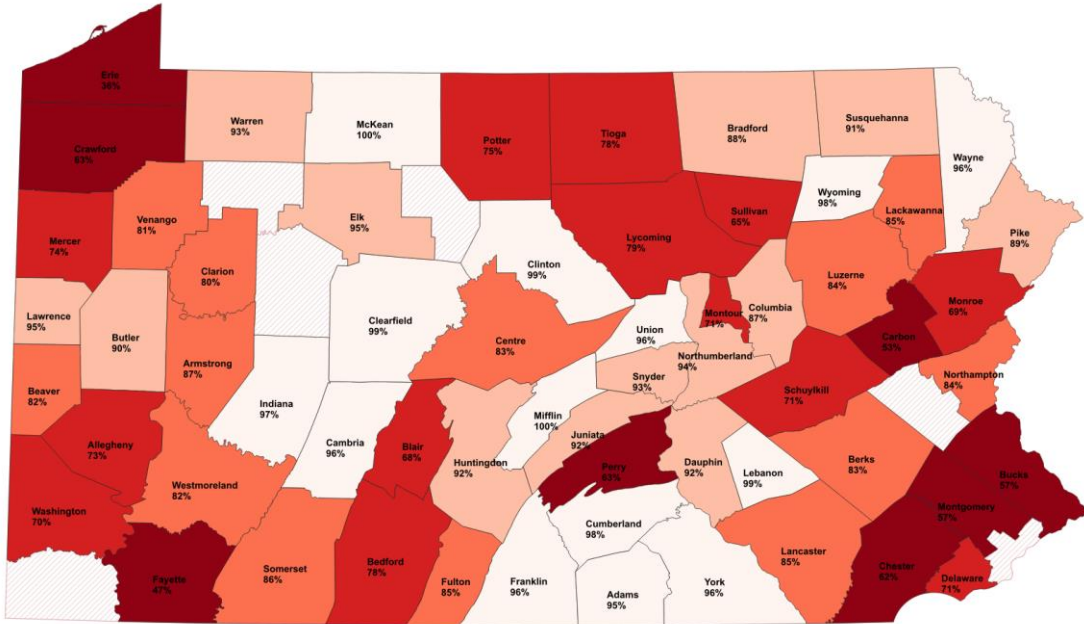 Erie
36%
Crawford
63%
Warren
93%
McKean
100%
Potter
75%
Tioga
78%
Bradford
88%
Susquehanna
91%
Wayne
96%
Wyoming
98%
Lackawanna
85%
Pike
89%
Mercer
74%
Venango
81%
Elk
95%
Clarion
80%
Clinton
99%
Lycoming
79%
Sullivan
65%
Luzerne
84%
Monroe
69%
Lawrence
95%
Butler
90%
Clearfield
99%
Centre
83%
Union
96%
Montour
71%
Columbia
87%
Carbon
53%
Armstrong
87%
Northumberland
94%
Snyder
93%
Schuylkill
71%
Northampton
84%
Beaver
82%
Indiana
97%
Mifflin
100%
Allegheny
73%
Cambria
96%
Blair
68%
Huntingdon
92%
Juniata
92%
Perry
63%
Dauphin
92%
Lebanon
99%
Berks
83%
Bucks
57%
Westmoreland
82%
Montgomery
57%
Washington
70%
Cumberland
98%
Lancaster
85%
Fayette
47%
Somerset
86%
Bedford
78%
Fulton
85%
Franklin
96%
Adams
95%
York
96%
Chester
62%
Delaware
71%